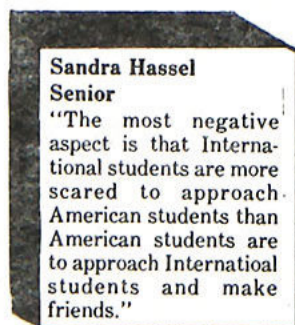 Sandra Hassel
Senior
"The most negative
aspect is that Interna-
tional students are more
scared to approach
American students than
American students are
to approach Internatioal
students and make
friends."